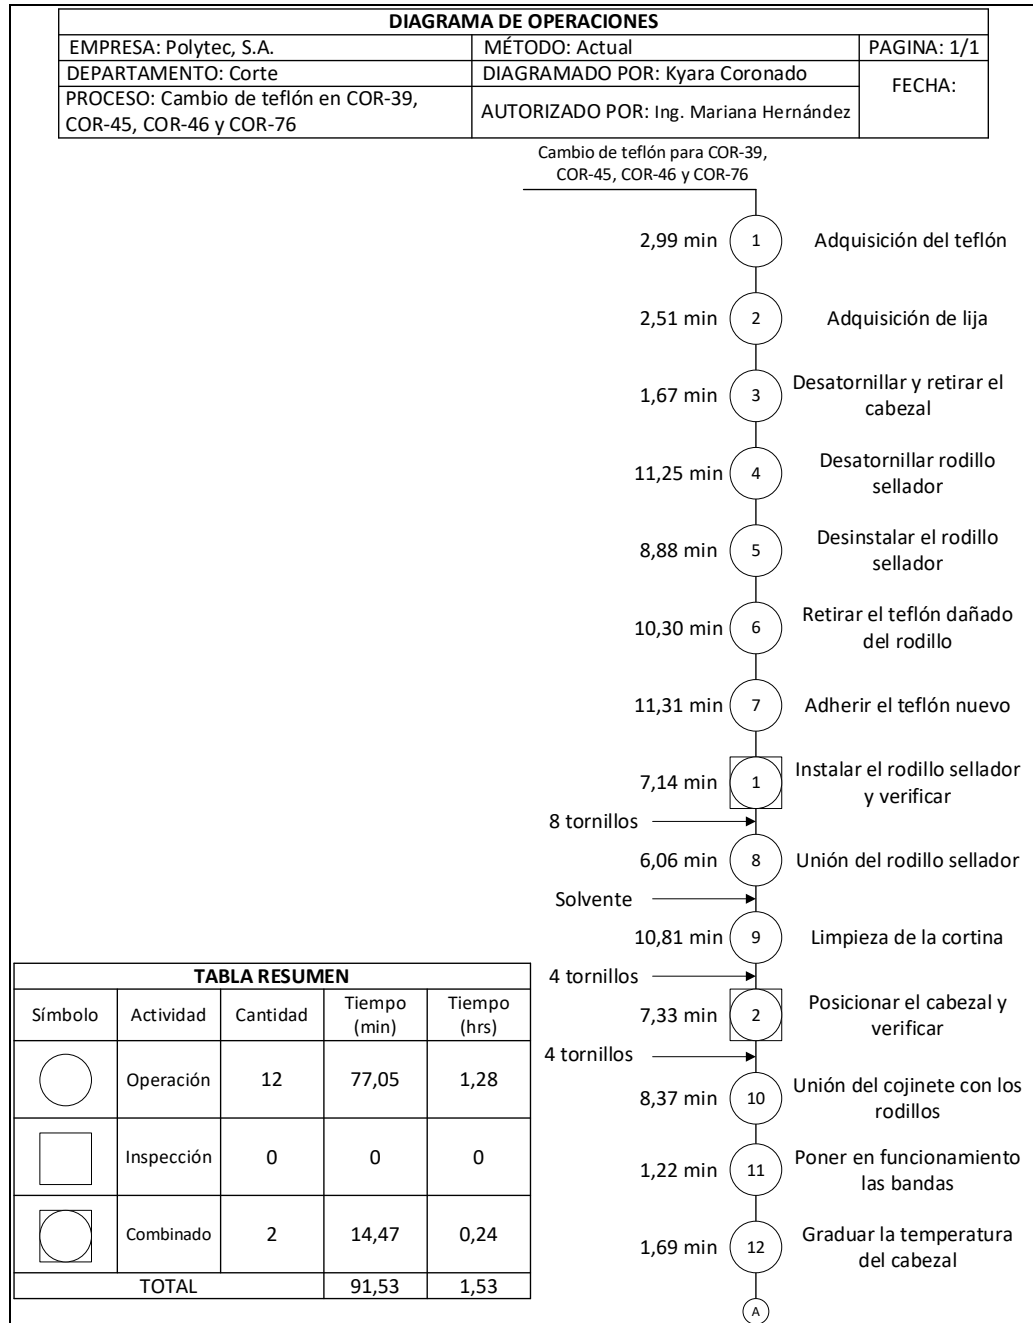 DIAGRAMA DE OPERACIONES
EMPRESA: Polytec, S.A.
MÉTODO: Actual
PAGINA: 1/1
DEPARTAMENTO: Corte
DIAGRAMADO POR: Kyara Coronado
FECHA:
PROCESO: Cambio de teflón en COR-39,
COR-45, COR-46 y COR-76
AUTORIZADO POR: Ing. Mariana Hernández
Cambio de teflón para COR-39,
COR-45, COR-46 y COR-76
2,99 min
1
Adquisición del teflón
2,51 min
2
Adquisición de lija
1,67 min
3
Desatornillar y retirar el
cabezal
11,25 min
4
Desatornillar rodillo
sellador
8,88 min
5
Desinstalar el rodillo
sellador
10,30 min
6
Retirar el teflón dañado
del rodillo
11,31 min
7
Adherir el teflón nuevo
7,14 min
1
Instalar el rodillo sellador
y verificar
8 tornillos
6,06 min
8
Unión del rodillo sellador
Solvente
10,81 min
9
Limpieza de la cortina
4 tornillos
7,33 min
2
Posicionar el cabezal y
verificar
4 tornillos
8,37 min
10
Unión del cojinete con los
rodillos
1,22 min
11
Poner en funcionamiento
las bandas
1,69 min
12
Graduar la temperatura
del cabezal
A
TABLA RESUMEN
Símbolo
Actividad
Cantidad
Tiempo
(min)
Tiempo
(hrs)
Operación
12
77,05
1,28
Inspección
0
0
0
Combinado
2
14,47
0,24
TOTAL
91,53
1,53